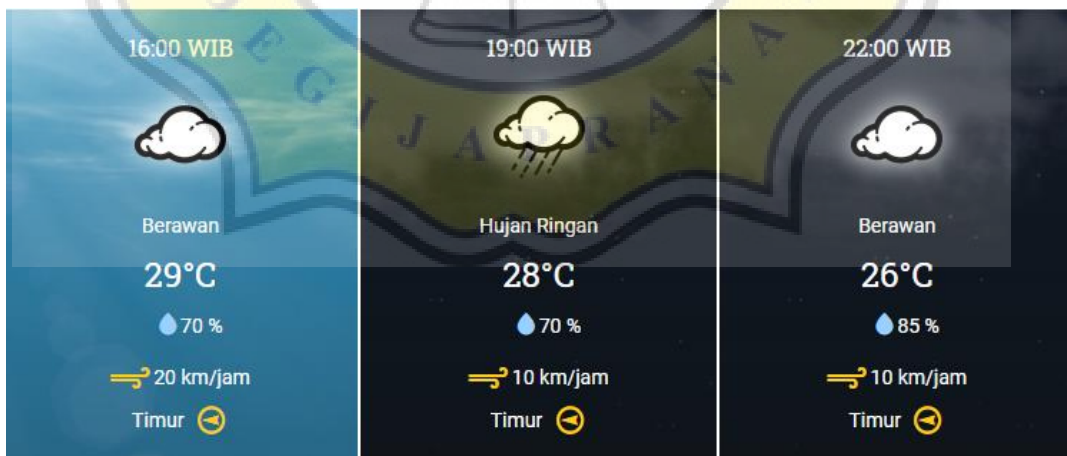 16:00 WIB
Berawan
29°C
70 %
20 km/jam
Timur
19:00 WIB
Hujan Ringan
28°C
70 %
10 km/jam
Timur
22:00 WIB
Berawan
26°C
85 %
10 km/jam
Timur
EGIJAPRANA